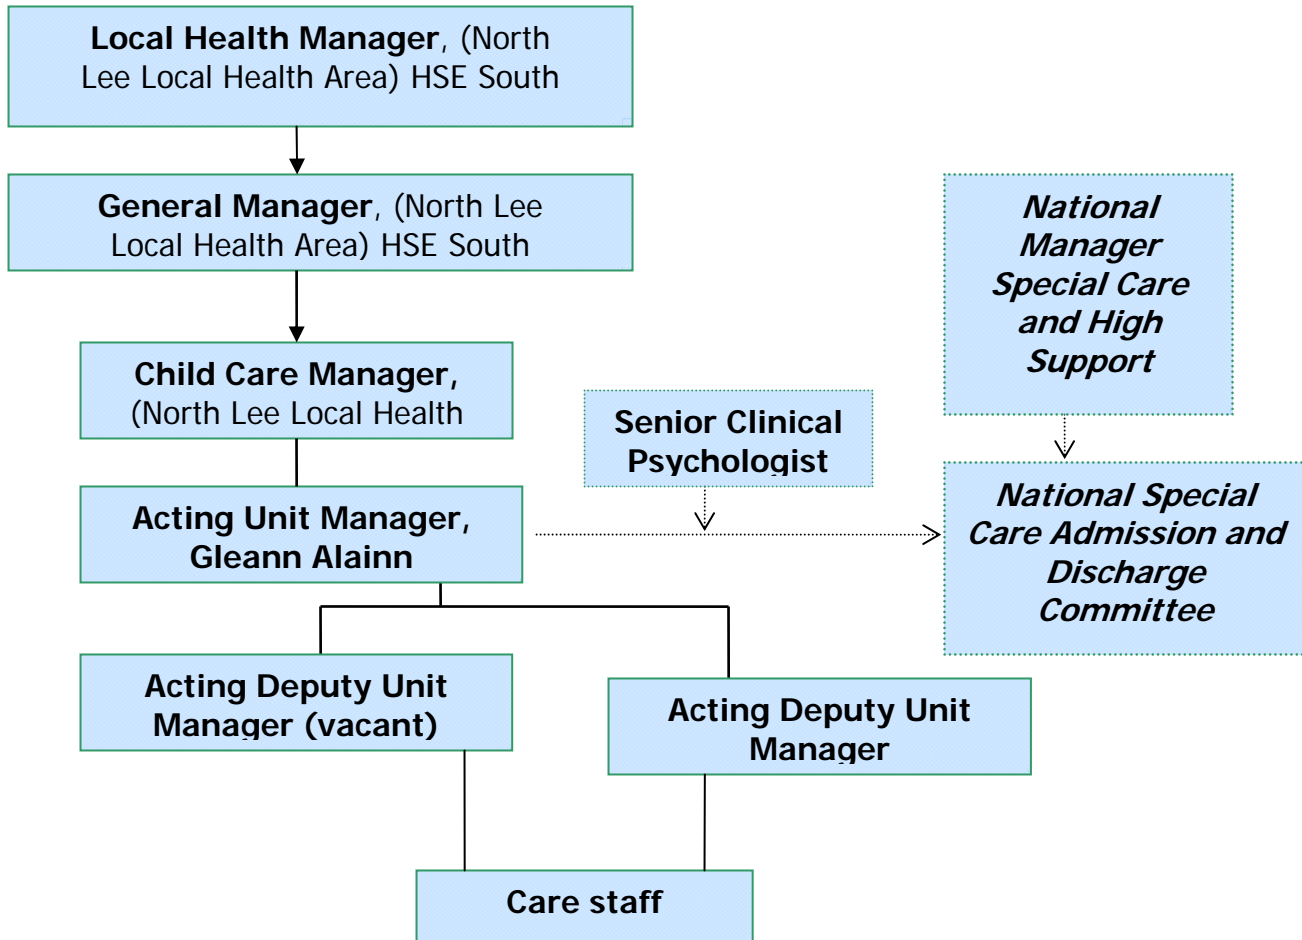 Local Health Manager, (North
Lee Local Health Area) HSE South
General Manager, (North Lee
Local Health Area) HSE South
National
Manager
Special Care
and High
Support
Child Care Manager,
(North Lee Local Health
Senior Clinical
Psychologist
Acting Unit Manager,
Gleann Alainn
National Special
Care Admission and
Discharge
Committee
Acting Deputy Unit
Manager (vacant)
Acting Deputy Unit
Manager
Care staff